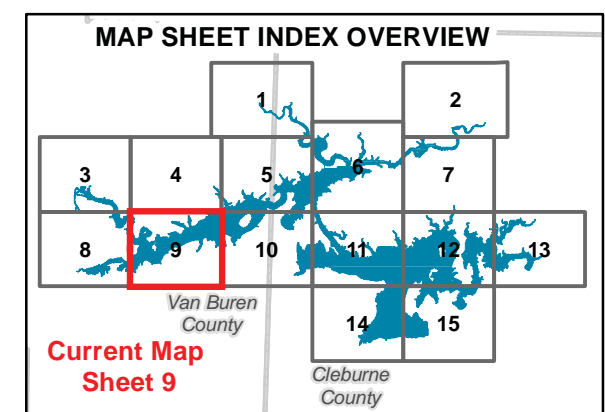 MAP SHEET INDEX OVERVIEW
1
2
3
4
5
6
7
8
9
10
11
12
13
Van Buren
County
14
15
Current Map
Sheet 9
Cleburne
County